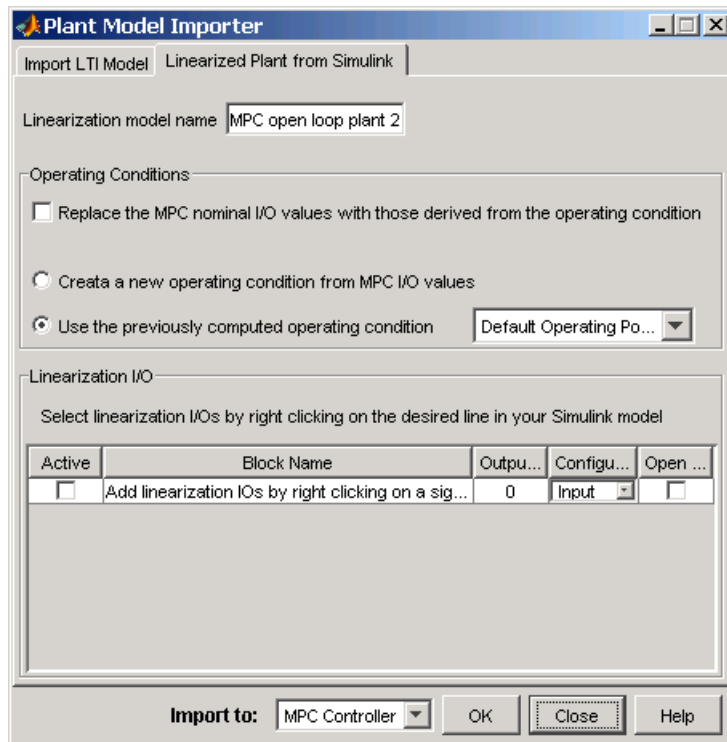 Plant Model Importer
Import LTI Model Linearized Plant from Simulink
Linearization model name MPC open loop plant 2
Operating Conditions
Replace the MPC nominal I/O values with those derived from the operating condition
Creata a new operating condition from MPC I/O values
Use the previously computed operating condition Default Operating Po...
Linearization I/O
Select linearization I/Os by right clicking on the desired line in your Simulink model
Active Block Name Outpu... Configu... Open ...
Add linearization IOs by right clicking on a sig... 0 Input
Import to: MPC Controller OK Close Help